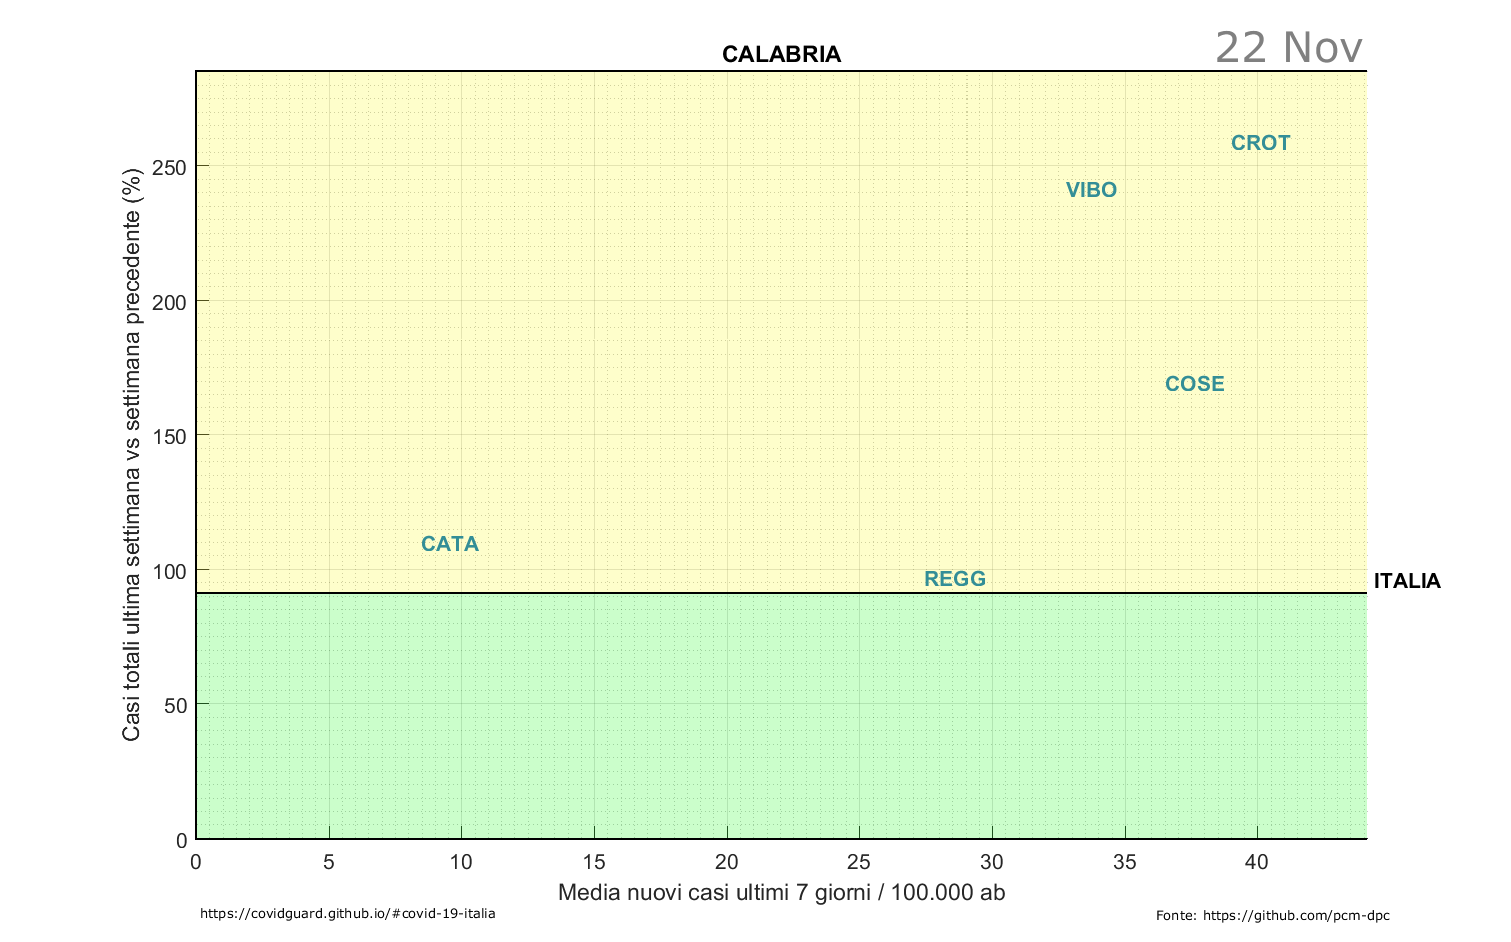 CALABRIA
22 Nov
Casi totali ultima settimana vs settimana precedente (%)
250
200
150
100
50
0
CROT
VIBO
COSE
CATA
REGG
ITALIA
0 5 10 15 20 25 30 35 40
Media nuovi casi ultimi 7 giorni / 100.000 ab
https://covidguard.github.io/#covid-19-italia
Fonte: https://github.com/pcm-dpc